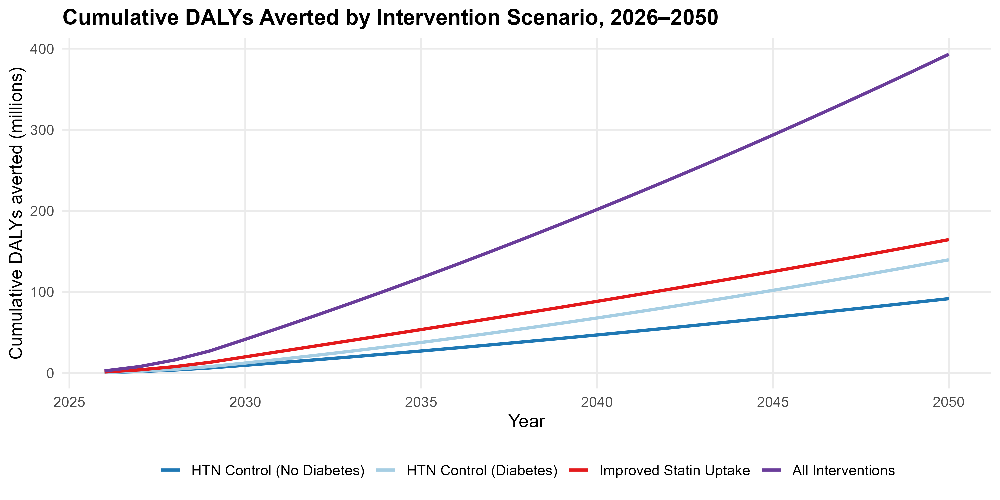 Cumulative DALYs Averted by Intervention Scenario, 2026–2050
Cumulative DALYs averted (millions)
400
300
200
100
0
2025 2030 2035 2040 2045 2050
Year
HTN Control (No Diabetes) HTN Control (Diabetes) Improved Statin Uptake All Interventions